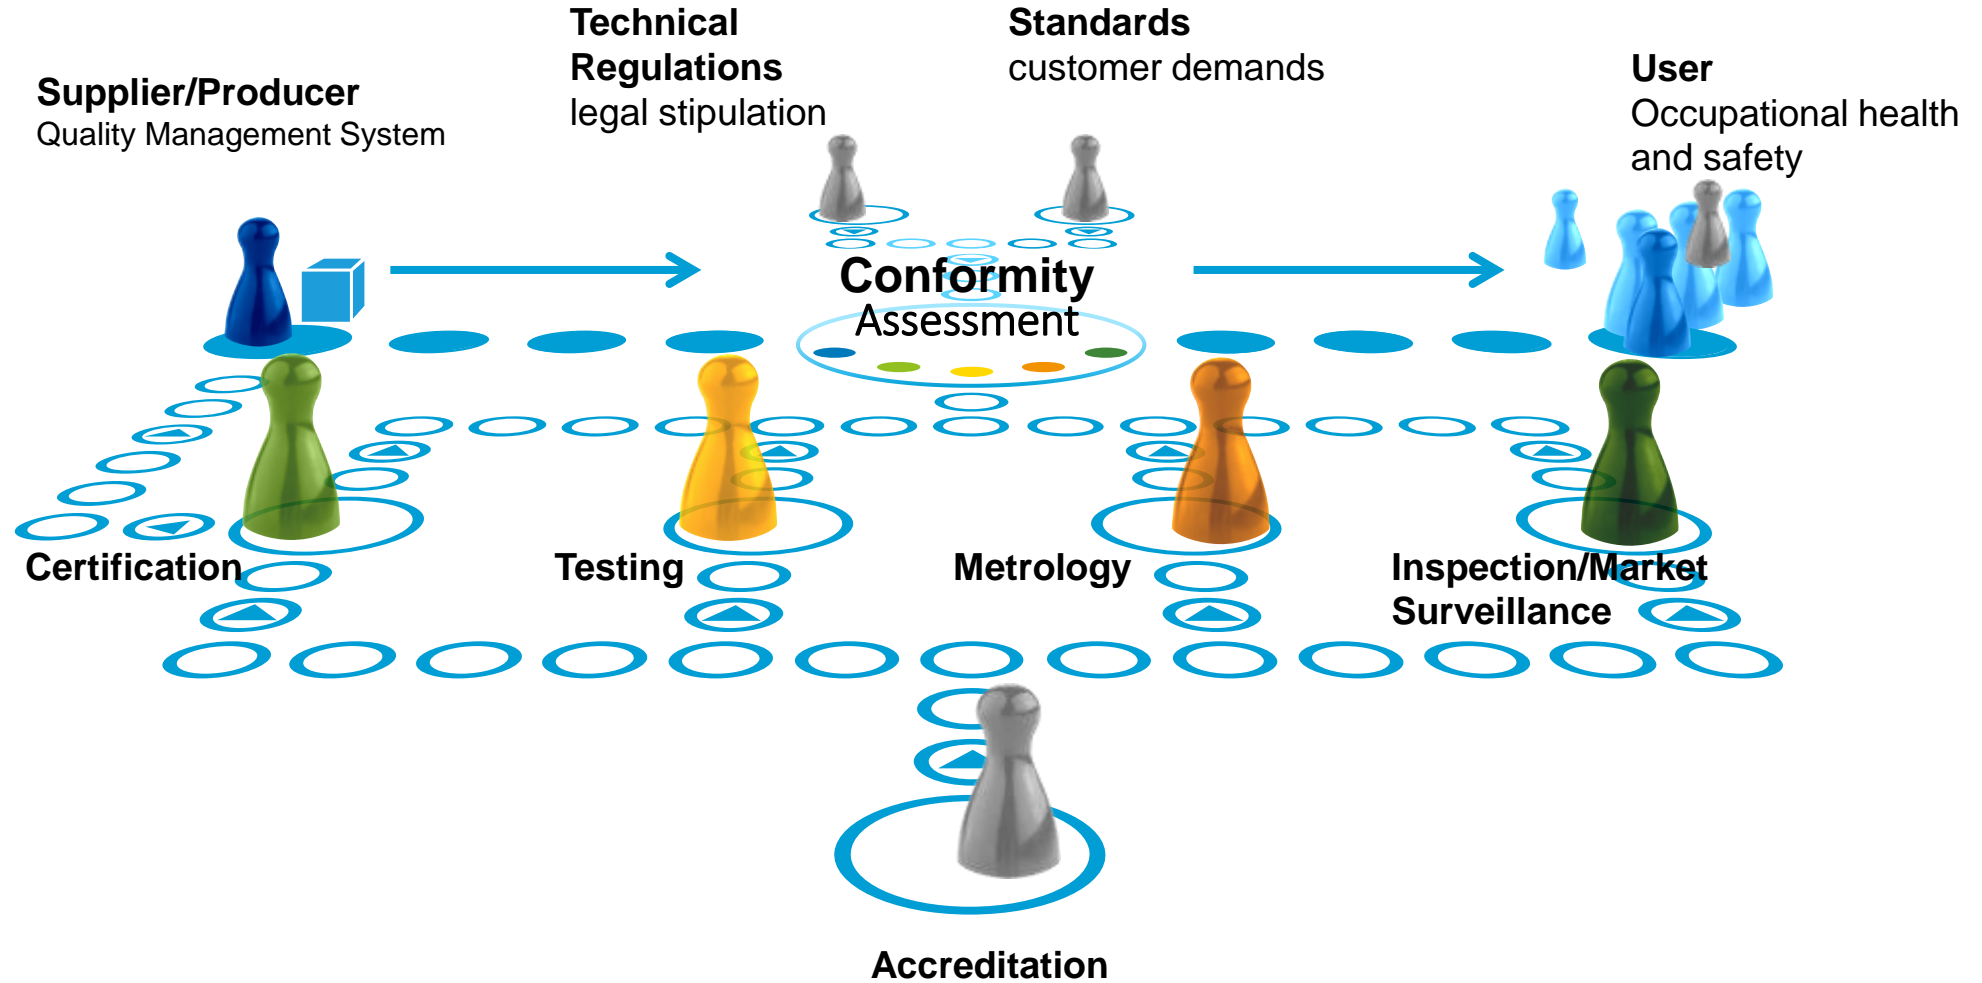 Technical
Regulations
legal stipulation
Standards
customer demands
Supplier/Producer
Quality Management System
User
Occupational health
and safety
Conformity
Assessment
Certification
Testing
Metrology
Inspection/Market
Surveillance
Accreditation